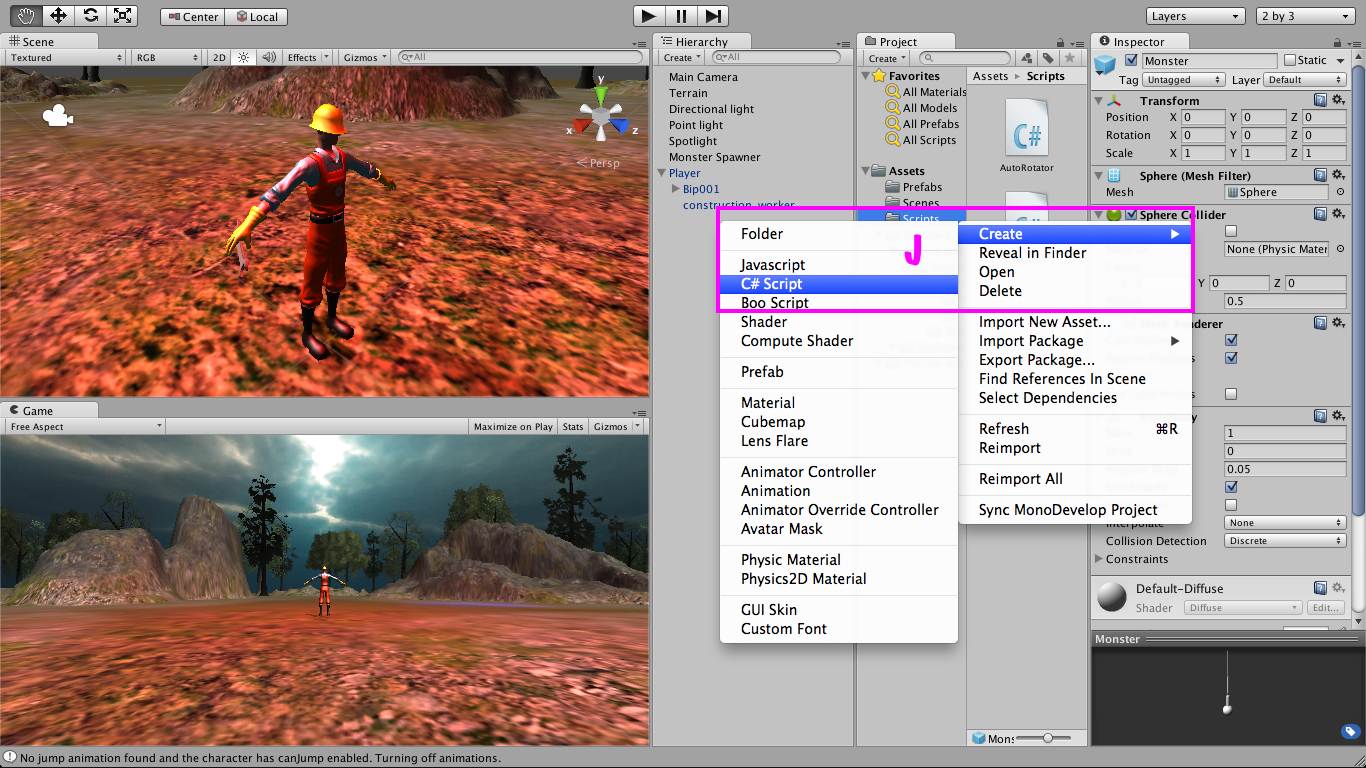 Center
Local
Layers
2 by 3
Scene
Textured
RGB
2D
Effects
Gizmos
All
Hierarchy
Create
All
Main Camera
Terrain
Directional light
Point light
Spotlight
Monster Spawner
Player
Bip001
construction_worker
Project
Create
Favorites
All Materials
All Models
All Prefabs
All Scripts
Assets
Prefabs
Scenes
Scripts
Assets
Scripts
C#
AutoRotator
C#
Inspector
Monster
Static
Tag
Untagged
Layer
Default
Transform
Position X 0 Y 0 Z 0
Rotation X 0 Y 0 Z 0
Scale X 1 Y 1 Z 1
Sphere (Mesh Filter)
Mesh
Sphere
Sphere Collider
None (Physic Mater
Y 0 Z 0
0.5
1
0
0.05
None
Collision Detection
Discrete
Constraints
Default-Diffuse
Shader
Diffuse
Edit...
Monster
y
x
z
Persp
J
Folder
Javascript
C# Script
Boo Script
Shader
Compute Shader
Prefab
Material
Cubemap
Lens Flare
Animator Controller
Animation
Animator Override Controller
Avatar Mask
Physic Material
Physics2D Material
GUI Skin
Custom Font
Create
Reveal in Finder
Open
Delete
Import New Asset...
Import Package
Export Package...
Find References In Scene
Select Dependencies
Refresh ⌘R
Reimport
Reimport All
Sync MonoDevelop Project
Game
Free Aspect
Maximize on Play
Stats
Gizmos
Mons
No jump animation found and the character has canJump enabled. Turning off animations.